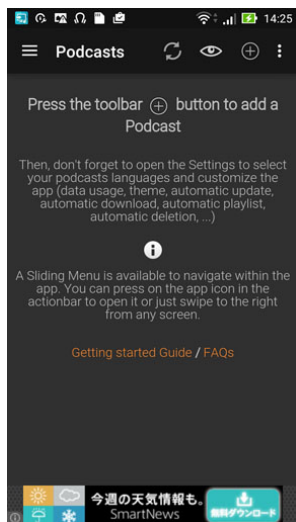 14:25
Podcasts
Press the toolbar button to add a
Podcast
Then, don't forget to open the Settings to select
your podcasts languages and customize the
app (data usage, theme, automatic update,
automatic download, automatic playlist,
automatic deletion, ...)
A Sliding Menu is available to navigate within the
app. You can press on the app icon in the
actionbar to open it or just swipe to the right
from any screen.
Getting started Guide / FAQs
今週の天気情報も。
SmartNews
無料ダウンロード